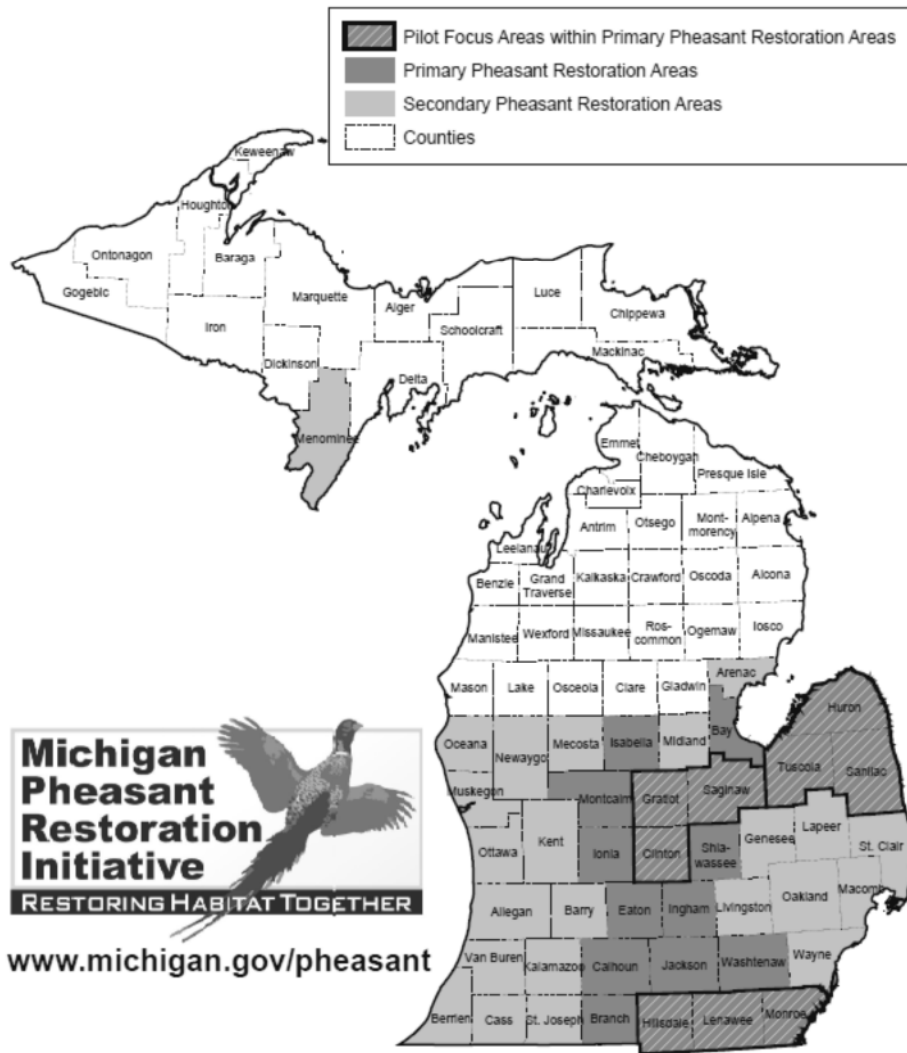 Pilot Focus Areas within Primary Pheasant Restoration Areas
Primary Pheasant Restoration Areas
Secondary Pheasant Restoration Areas
Counties
Keweenaw
Houghton
Ontonagon
Baraga
Gogebic
Marquette
Iron
Dickinson
Alger
Luce
Schoolcraft
Chippewa
Mackinac
Delta
Menominee
Emmet
Cheboygan
Presque Isle
Charlevoix
Antrim
Otsego
Mont-
morency
Alpena
Leelanau
Benzie
Grand
Traverse
Kalkaska
Crawford
Oscoda
Alcona
Manistee
Wexford
Missaukee
Ros-
common
Ogemaw
Iosco
Mason
Lake
Osceola
Clare
Gladwin
Arenac
Oceana
Newaygo
Mecosta
Isabella
Midland
Bay
Huron
Tuscola
Sanilac
Muskegon
Montcalm
Gratiot
Saginaw
Ottawa
Kent
Ionia
Clinton
Shia-
wassee
Genesee
Lapeer
St. Clair
Allegan
Barry
Eaton
Ingham
Livingston
Oakland
Macomb
Van Buren
Kalamazoo
Calhoun
Jackson
Washtenaw
Wayne
Berrien
Cass
St. Joseph
Branch
Hillsdale
Lenawee
Monroe
Michigan
Pheasant
Restoration
Initiative
RESTORING HABITAT TOGETHER
www.michigan.gov/pheasant